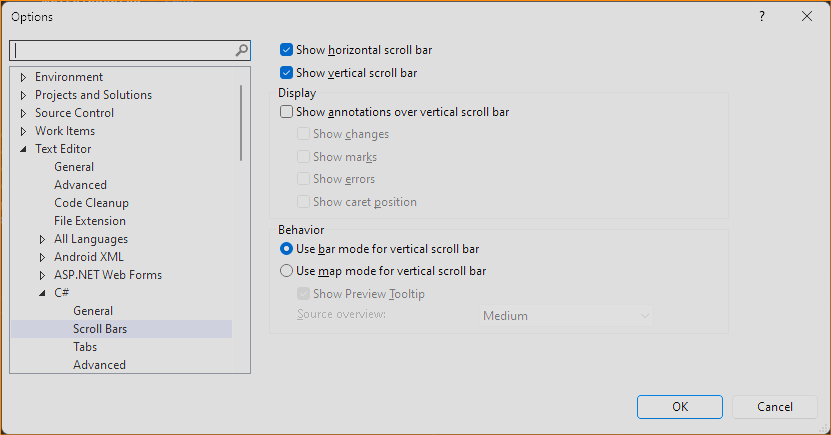 Options
Environment
Projects and Solutions
Source Control
Work Items
Text Editor
General
Advanced
Code Cleanup
File Extension
All Languages
Android XML
ASP.NET Web Forms
C#
General
Scroll Bars
Tabs
Advanced
Show horizontal scroll bar
Show vertical scroll bar
Display
Show annotations over vertical scroll bar
Show changes
Show marks
Show errors
Show caret position
Behavior
Use bar mode for vertical scroll bar
Use map mode for vertical scroll bar
Show Preview Tooltip
Source overview: Medium
OK Cancel